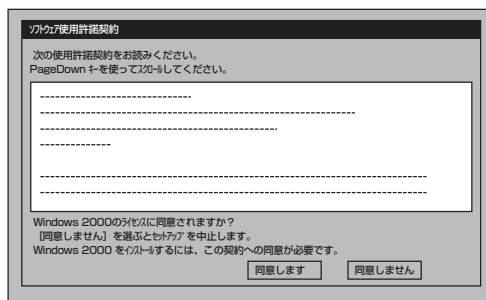 ソフトウェア使用許諾契約
次の使用許諾契約をお読みください。
PageDown キーを使ってスクロールしてください。
Windows 2000のライセンスに同意されますか？
［同意しません］を選ぶとセットアップを中止します。
Windows 2000 をインストールするには、この契約への同意が必要です。
同意します 同意しません